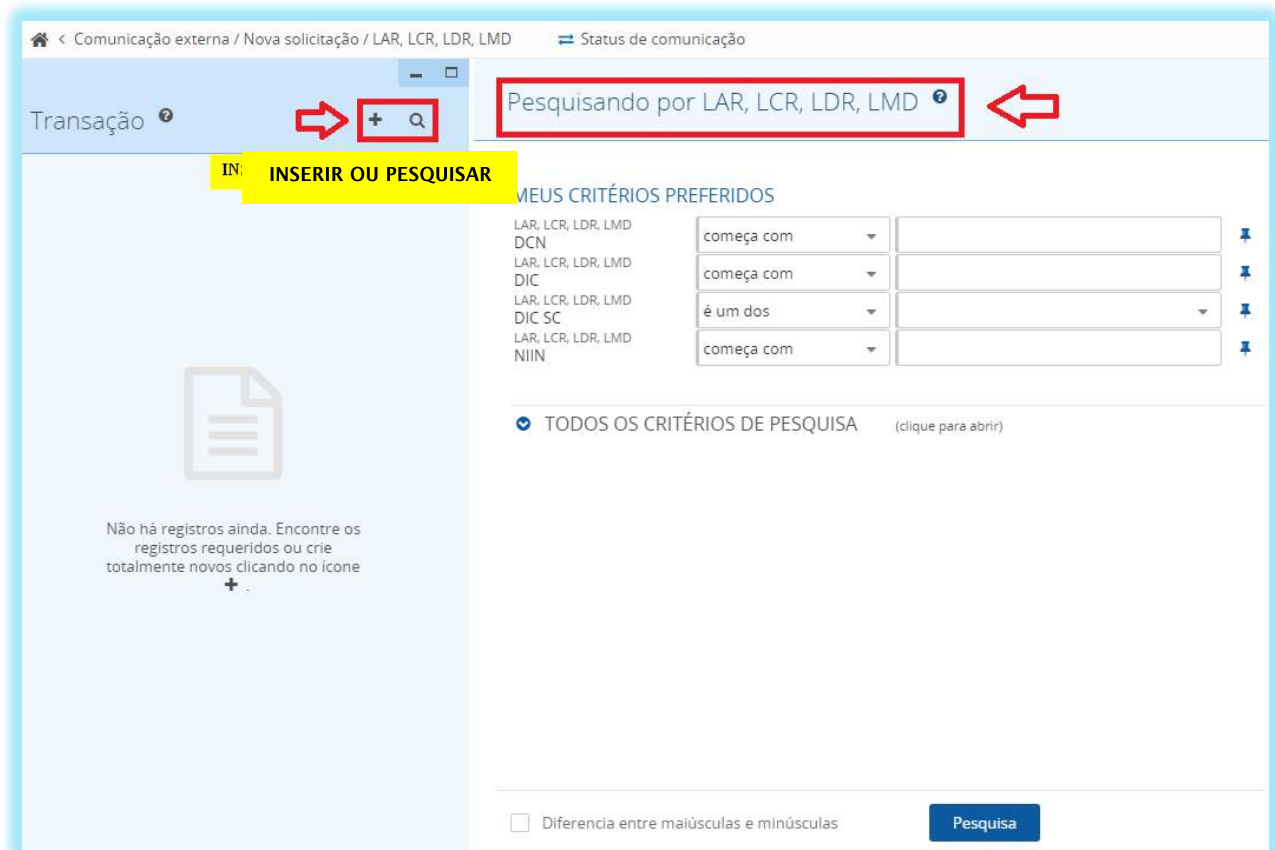 < Comunicação externa / Nova solicitação / LAR, LCR, LDR, LMD
Status de comunicação
Transação
Pesquisando por LAR, LCR, LDR, LMD
INSERIR OU PESQUISAR
MEUS CRITÉRIOS PREFERIDOS
LAR, LCR, LDR, LMD
DCN
começa com
LAR, LCR, LDR, LMD
DIC
começa com
LAR, LCR, LDR, LMD
DIC SC
é um dos
LAR, LCR, LDR, LMD
NIIN
começa com
TODOS OS CRITÉRIOS DE PESQUISA (clique para abrir)
Não há registros ainda. Encontre os
registros requeridos ou crie
totalmente novos clicando no ícone
+ .
Diferencia entre maiúsculas e minúsculas
Pesquisa